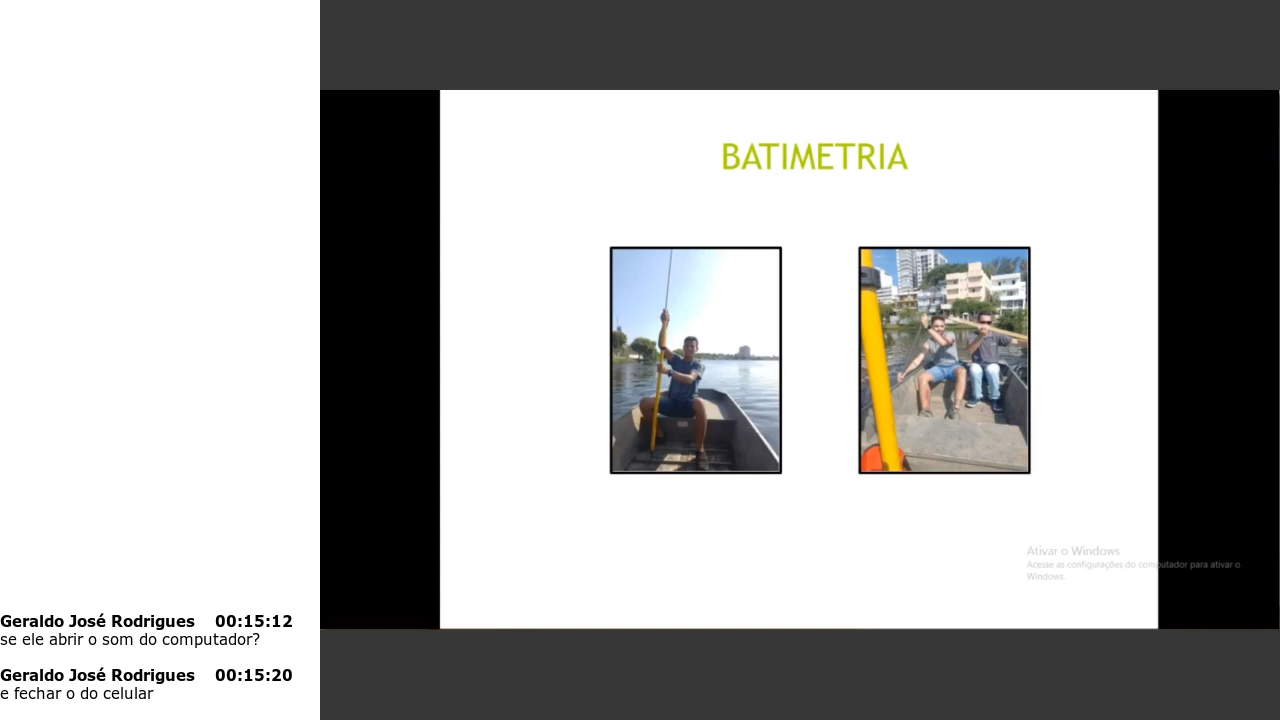 BATIMETRIA
Ativar o Windows
Acesse as configurações do computador para ativar o
Windows.
Geraldo José Rodrigues 00:15:12
se ele abrir o som do computador?
Geraldo José Rodrigues 00:15:20
e fechar o do celular